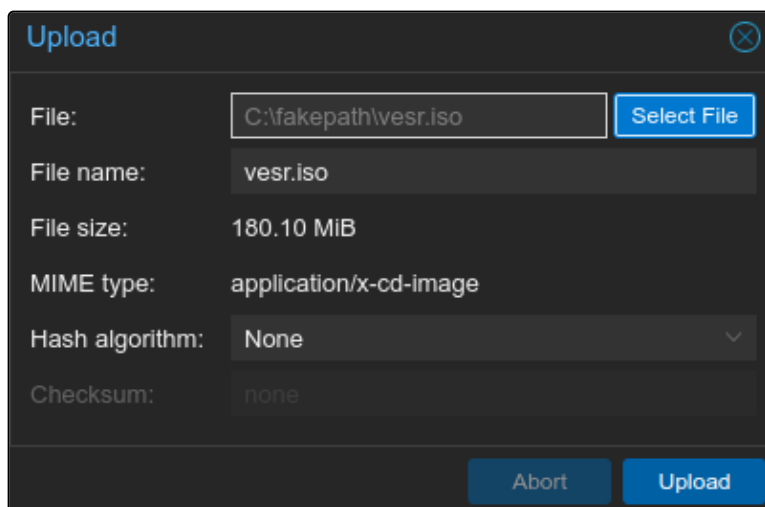 Upload
File: C:\fakepath\vesr.iso Select File
File name: vesr.iso
File size: 180.10 MiB
MIME type: application/x-cd-image
Hash algorithm: None
Checksum: none
Abort Upload